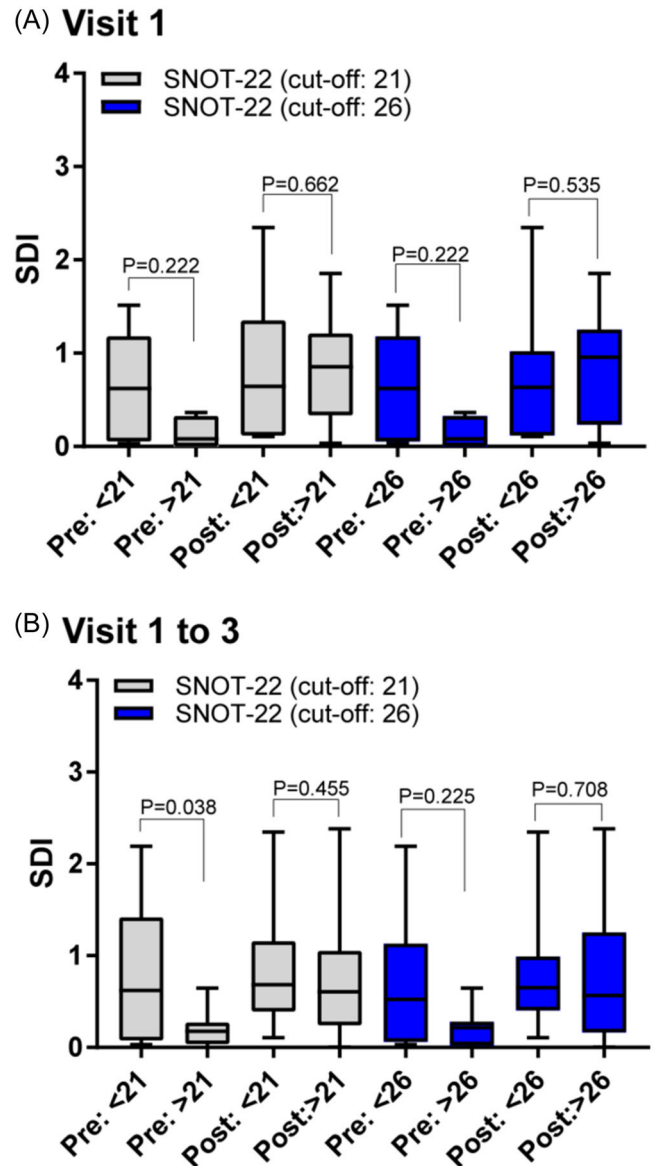 (A) Visit 1
4
3
2
1
0
SDI
SNOT-22 (cut-off: 21)
SNOT-22 (cut-off: 26)
P=0.222
P=0.662
P=0.222
P=0.535
Pre: <21
Pre: >21
Post: <21
Post:>21
Pre: <26
Pre: >26
Post: <26
Post:>26
(B) Visit 1 to 3
4
3
2
1
0
SDI
SNOT-22 (cut-off: 21)
SNOT-22 (cut-off: 26)
P=0.038
P=0.455
P=0.225
P=0.708
Pre: <21
Pre: >21
Post: <21
Post:>21
Pre: <26
Pre: >26
Post: <26
Post:>26